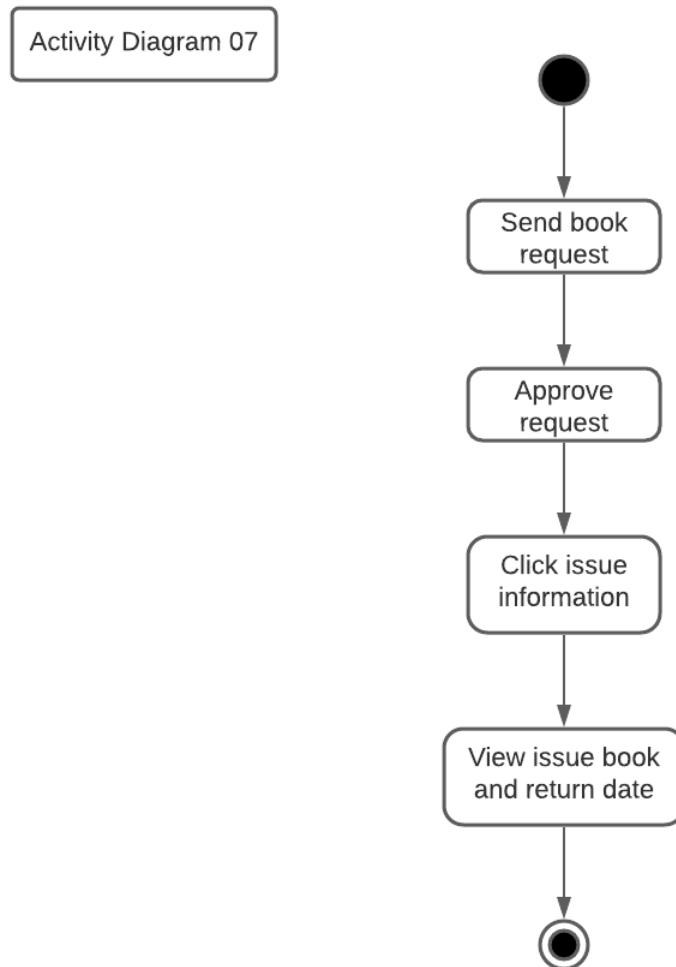 Activity Diagram 07
Send book
request
Approve
request
Click issue
information
View issue book
and return date